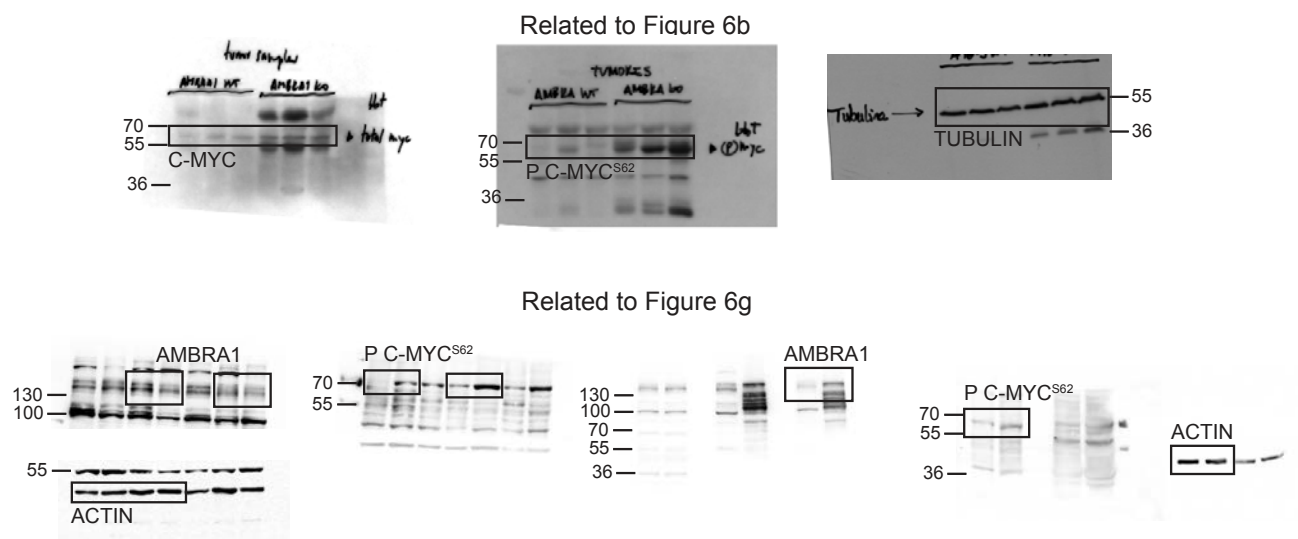 Related to Figure 6b
tumor samples
AMBRA1 WT AMBRA1 KO
wt
70
55
36
▸ total myc
C-MYC
TUMORES
AMBRA WT AMBRA KO
70
55
36
▸ Ⓟ myc
P C-MYCS62
Tubulina →
55
36
TUBULIN
Related to Figure 6g
AMBRA1
130
100
55
ACTIN
P C-MYCS62
70
55
AMBRA1
130
100
70
55
36
P C-MYCS62
70
55
36
ACTIN